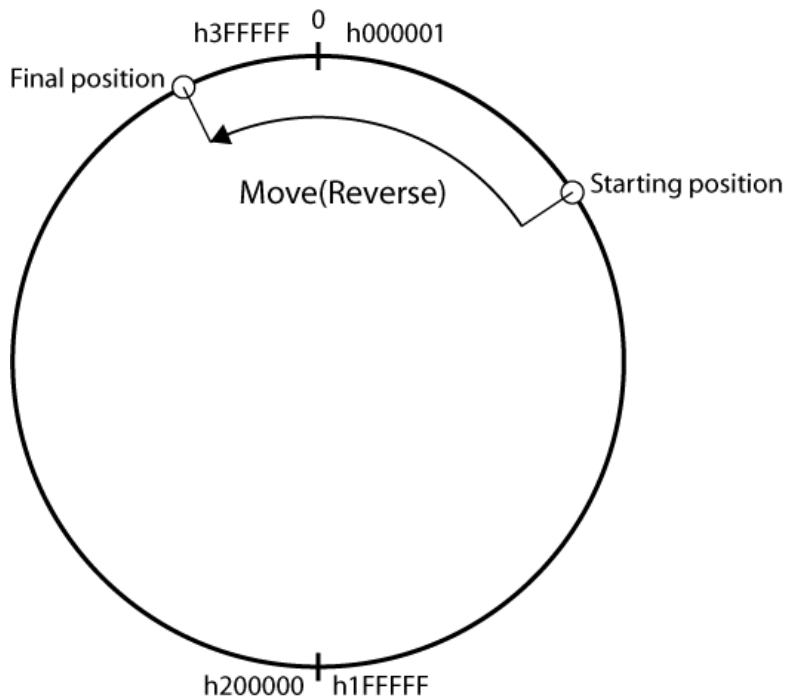 0
h3FFFFF h000001
Final position
Starting position
Move(Reverse)
h200000 h1FFFFF